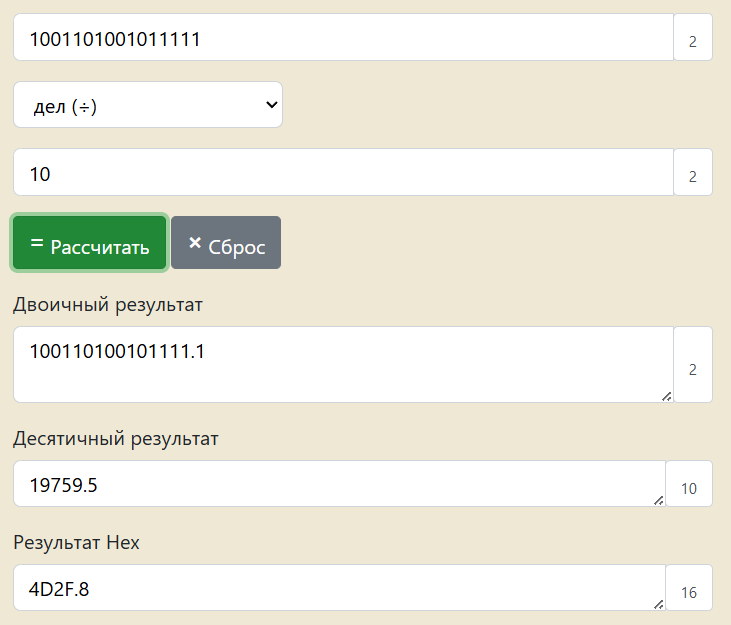 1001101001011111 2
дел (÷)
10 2
= Рассчитать × Сброс
Двоичный результат
100110100101111.1 2
Десятичный результат
19759.5 10
Результат Hex
4D2F.8 16